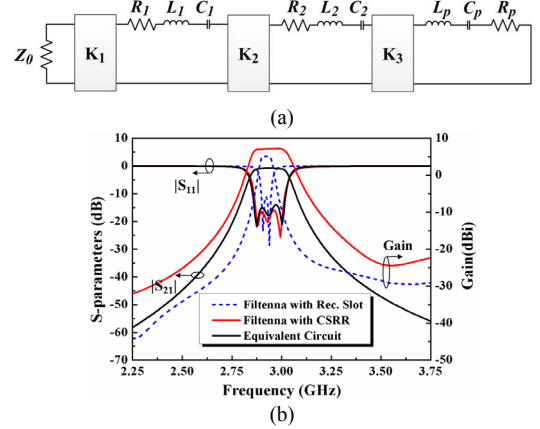 R1 L1 C1 R2 L2 C2 Lp Cp Rp
Z0 K1 K2 K3
(a)
10
0
-10
-20
-30
-40
-50
-60
-70
S-parameters (dB)
|S11|
|S21|
Gain
Filtenna with Rec. Slot
Filtenna with CSRR
Equivalent Circuit
10
5
0
-10
-20
-30
-40
-50
Gain(dBi)
2.25 2.50 2.75 3.00 3.25 3.50 3.75
Frequency (GHz)
(b)